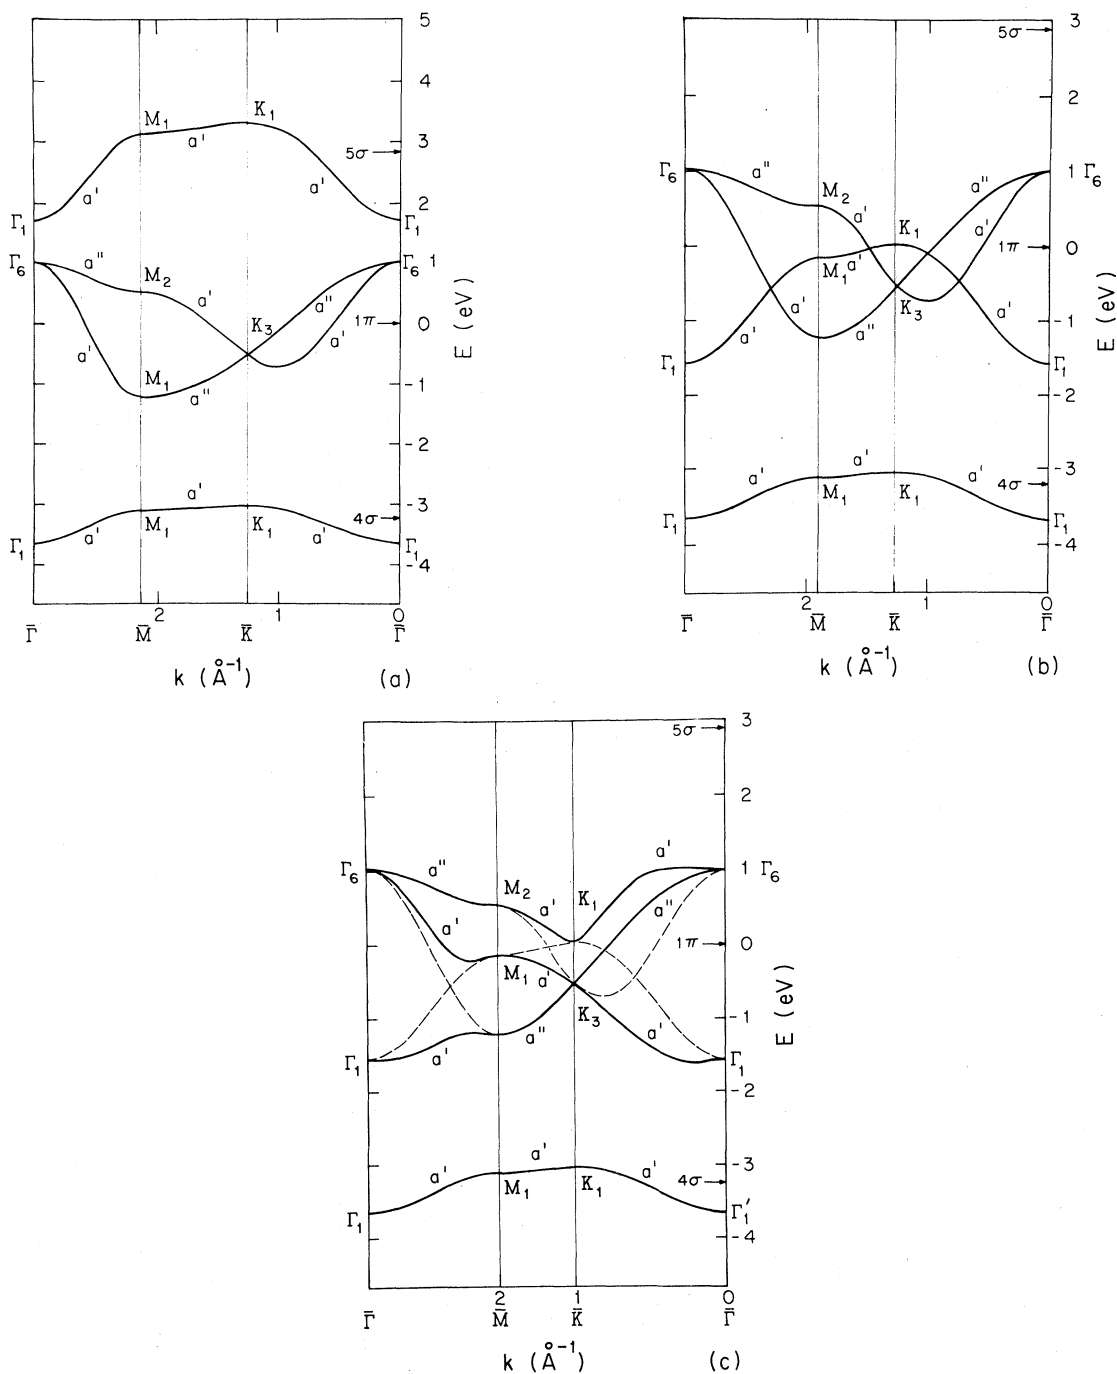 5
4
3
2
1
0
-1
-2
-3
-4
E (eV)
5σ
1π
4σ
M₁
K₁
a'
a'
a'
Γ₁
Γ₁
Γ₆
Γ₆
a"
M₂
a'
K₃
a"
a'
a'
M₁
a"
a'
M₁
K₁
a'
a'
Γ₁
Γ₁
2
1
0
Γ̄
M̄
K̄
Γ̄
k (Å⁻¹)
(a)
3
2
1
0
-1
-2
-3
-4
E (eV)
5σ
1π
4σ
Γ₆
Γ₆
a"
M₂
a'
K₁
a"
a'
M₁
a'
a'
a'
a"
K₃
a'
Γ₁
Γ₁
a'
a'
a'
M₁
K₁
Γ₁
Γ₁
2
1
0
Γ̄
M̄
K̄
Γ̄
k (Å⁻¹)
(b)
3
2
1
0
-1
-2
-3
-4
E (eV)
5σ
1π
4σ
Γ₆
Γ₆
a"
M₂
a'
K₁
a'
a"
a'
M₁
a'
K₃
a'
a"
a'
Γ₁
Γ₁
a'
a'
a'
M₁
K₁
Γ₁
Γ₁'
2
1
0
Γ̄
M̄
K̄
Γ̄
k (Å⁻¹)
(c)